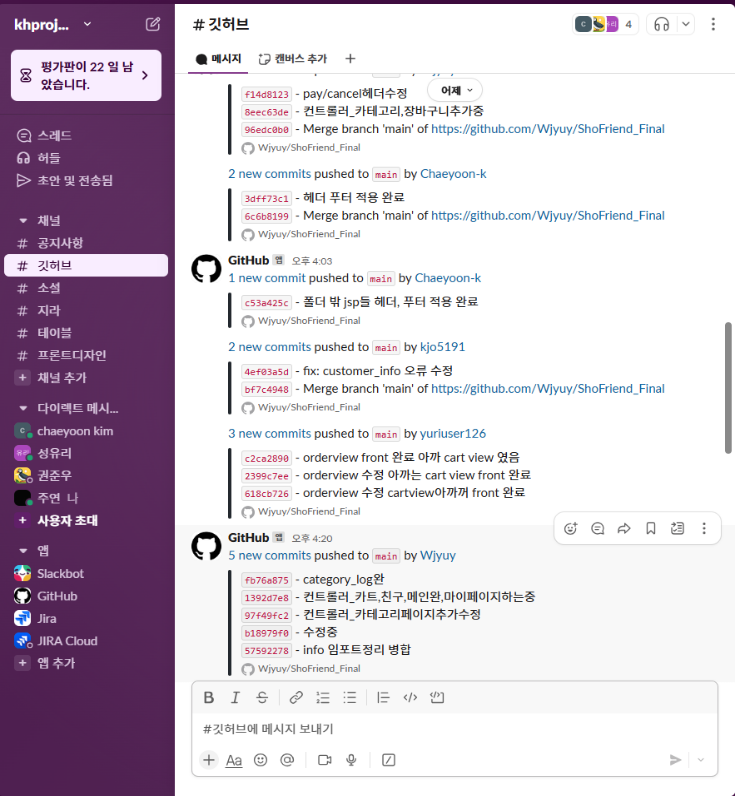 khproj...
평가판이 22 일 남
았습니다.
스레드
허들
초안 및 전송됨
채널
# 공지사항
# 깃허브
# 소설
# 지라
# 테이블
# 프론트디자인
+ 채널 추가
다이렉트 메시...
chaeyoon kim
성유리
권준우
주연 나
+ 사용자 초대
앱
Slackbot
GitHub
Jira
JIRA Cloud
+ 앱 추가
# 깃허브
4
메시지
캔버스 추가
어제
f14d8123 - pay/cancel헤더수정
8eec63de - 컨트롤러_카테고리,장바구니추가중
96edc0b0 - Merge branch 'main' of https://github.com/Wjyuy/ShoFriend_Final
Wjyuy/ShoFriend_Final
2 new commits pushed to main by Chaeyoon-k
3dff73c1 - 헤더 푸터 적용 완료
6c6b8199 - Merge branch 'main' of https://github.com/Wjyuy/ShoFriend_Final
Wjyuy/ShoFriend_Final
GitHub 앱 오후 4:03
1 new commit pushed to main by Chaeyoon-k
c53a425c - 폴더 밖 jsp들 헤더, 푸터 적용 완료
Wjyuy/ShoFriend_Final
2 new commits pushed to main by kjo5191
4ef03a5d - fix: customer_info 오류 수정
bf7c4948 - Merge branch 'main' of https://github.com/Wjyuy/ShoFriend_Final
Wjyuy/ShoFriend_Final
3 new commits pushed to main by yuriuser126
c2ca2890 - orderview front 완료 아까 cart view 였음
2399c7ee - orderview 수정 아까는 cart view front 완료
618cb726 - orderview 수정 cartview아까꺼 front 완료
Wjyuy/ShoFriend_Final
GitHub 앱 오후 4:20
5 new commits pushed to main by Wjyuy
fb76a875 - category_log완
1392d7e8 - 컨트롤러_카트,친구,메인완,마이페이지하는중
97f49fc2 - 컨트롤러_카테고리페이지추가수정
b18979f0 - 수정중
57592278 - info 임포트정리 병합
Wjyuy/ShoFriend_Final
#깃허브에 메시지 보내기